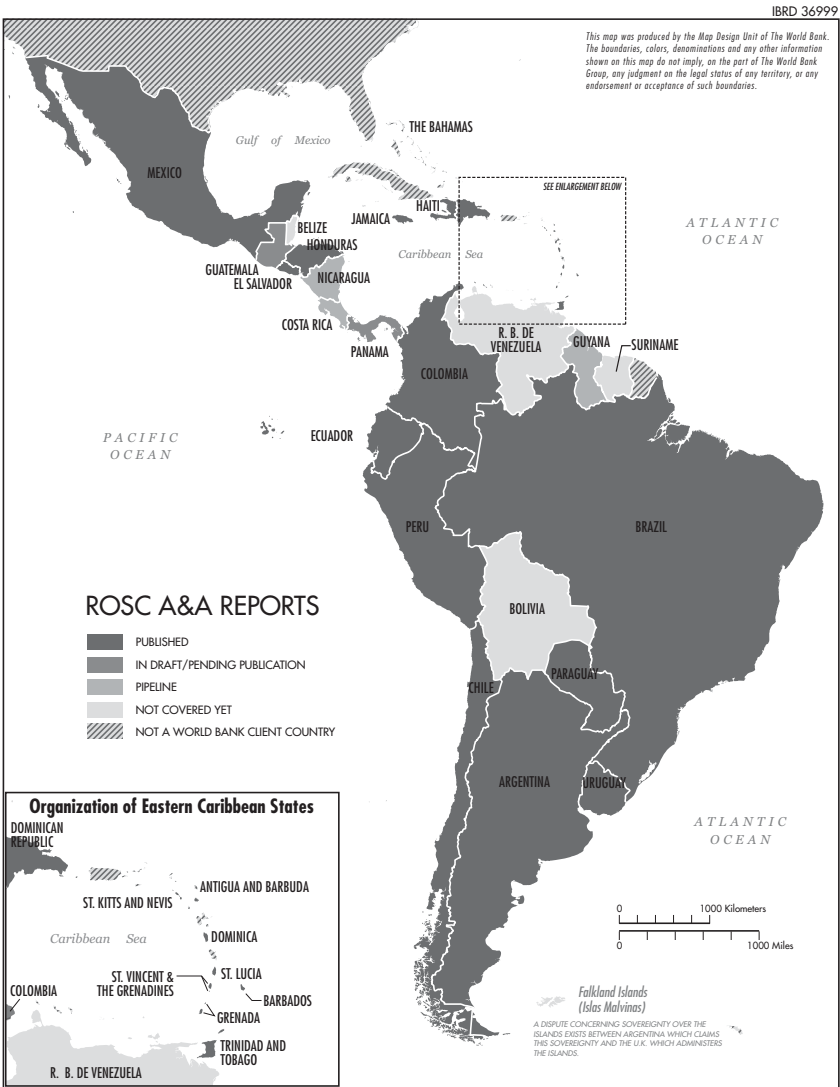 IBRD 36999
This map was produced by the Map Design Unit of The World Bank.
The boundaries, colors, denominations and any other information
shown on this map do not imply, on the part of The World Bank
Group, any judgment on the legal status of any territory, or any
endorsement or acceptance of such boundaries.
THE BAHAMAS
Gulf of Mexico
MEXICO
SEE ENLARGEMENT BELOW
HAITI
JAMAICA
ATLANTIC
OCEAN
BELIZE
HONDURAS
Caribbean Sea
GUATEMALA
EL SALVADOR
NICARAGUA
COSTA RICA
PANAMA
R. B. DE
VENEZUELA
GUYANA
SURINAME
COLOMBIA
PACIFIC
OCEAN
ECUADOR
PERU
BRAZIL
BOLIVIA
PARAGUAY
CHILE
ARGENTINA
URUGUAY
ROSC A&A REPORTS
PUBLISHED
IN DRAFT/PENDING PUBLICATION
PIPELINE
NOT COVERED YET
NOT A WORLD BANK CLIENT COUNTRY
ATLANTIC
OCEAN
0 1000 Kilometers
0 1000 Miles
Falkland Islands
(Islas Malvinas)
A DISPUTE CONCERNING SOVEREIGNTY OVER THE
ISLANDS EXISTS BETWEEN ARGENTINA WHICH CLAIMS
THIS SOVEREIGNTY AND THE U.K. WHICH ADMINISTERS
THE ISLANDS.
Organization of Eastern Caribbean States
DOMINICAN
REPUBLIC
ANTIGUA AND BARBUDA
ST. KITTS AND NEVIS
Caribbean Sea
DOMINICA
ST. VINCENT &
THE GRENADINES
ST. LUCIA
COLOMBIA
BARBADOS
GRENADA
TRINIDAD AND
TOBAGO
R. B. DE VENEZUELA